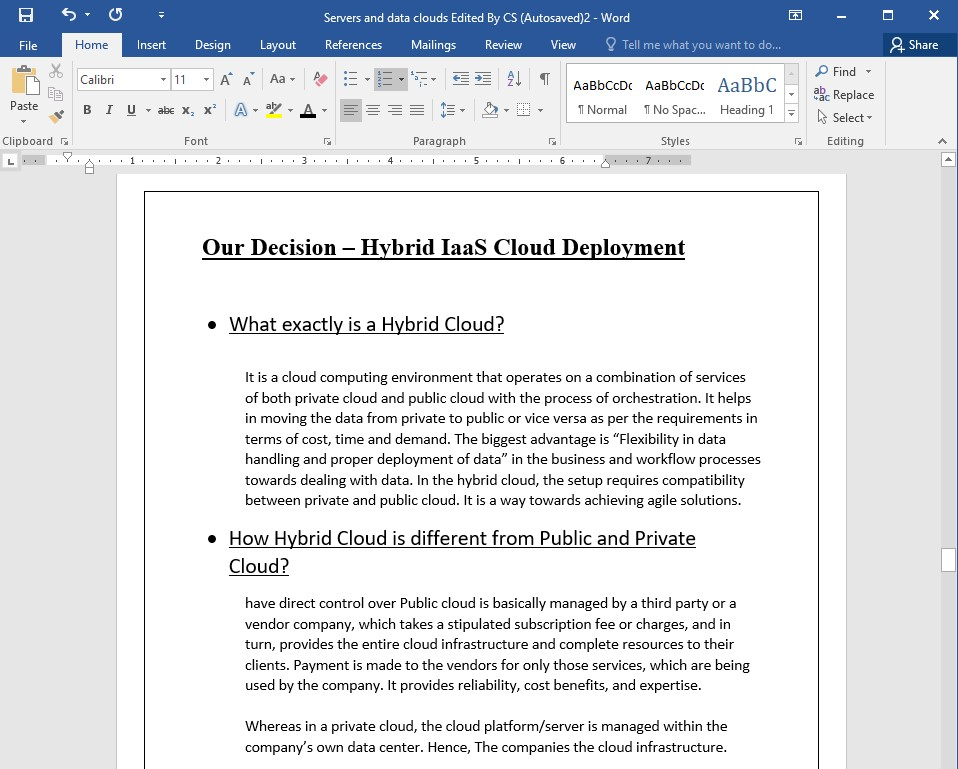 Servers and data clouds Edited By CS (Autosaved)2 - Word
File Home Insert Design Layout References Mailings Review View Tell me what you want to do... Share
Calibri 11 Aa AaBbCcDc AaBbCcDc AaBbC Find
Paste B I U abc X2 X2 A ab A ¶ Normal ¶ No Spac... Heading 1 Replace
Select
Clipboard Font Paragraph Styles Editing
L 1 2 3 4 5 6 7
Our Decision – Hybrid IaaS Cloud Deployment
• What exactly is a Hybrid Cloud?
It is a cloud computing environment that operates on a combination of services
of both private cloud and public cloud with the process of orchestration. It helps
in moving the data from private to public or vice versa as per the requirements in
terms of cost, time and demand. The biggest advantage is “Flexibility in data
handling and proper deployment of data” in the business and workflow processes
towards dealing with data. In the hybrid cloud, the setup requires compatibility
between private and public cloud. It is a way towards achieving agile solutions.
• How Hybrid Cloud is different from Public and Private
Cloud?
have direct control over Public cloud is basically managed by a third party or a
vendor company, which takes a stipulated subscription fee or charges, and in
turn, provides the entire cloud infrastructure and complete resources to their
clients. Payment is made to the vendors for only those services, which are being
used by the company. It provides reliability, cost benefits, and expertise.
Whereas in a private cloud, the cloud platform/server is managed within the
company’s own data center. Hence, The companies the cloud infrastructure.